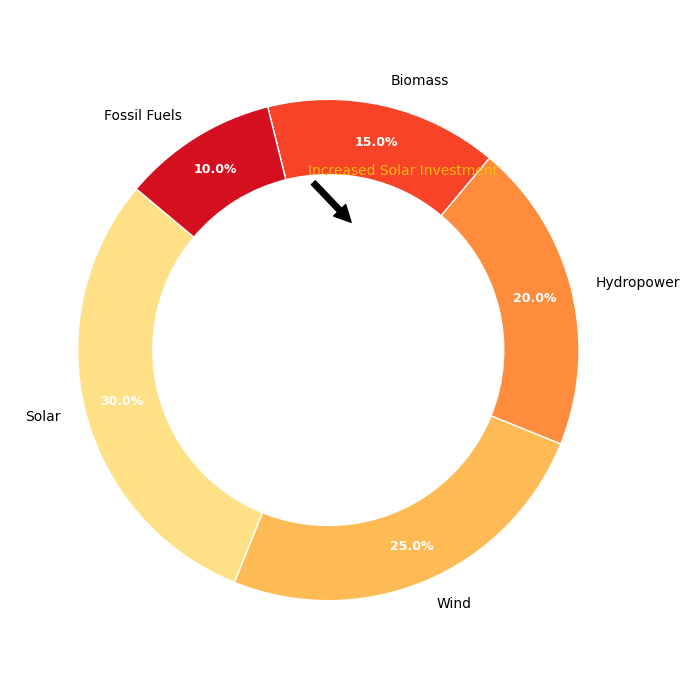 Biomass
Fossil Fuels
15.0%
10.0%
Increased Solar Investment
Hydropower
20.0%
30.0%
Solar
25.0%
Wind